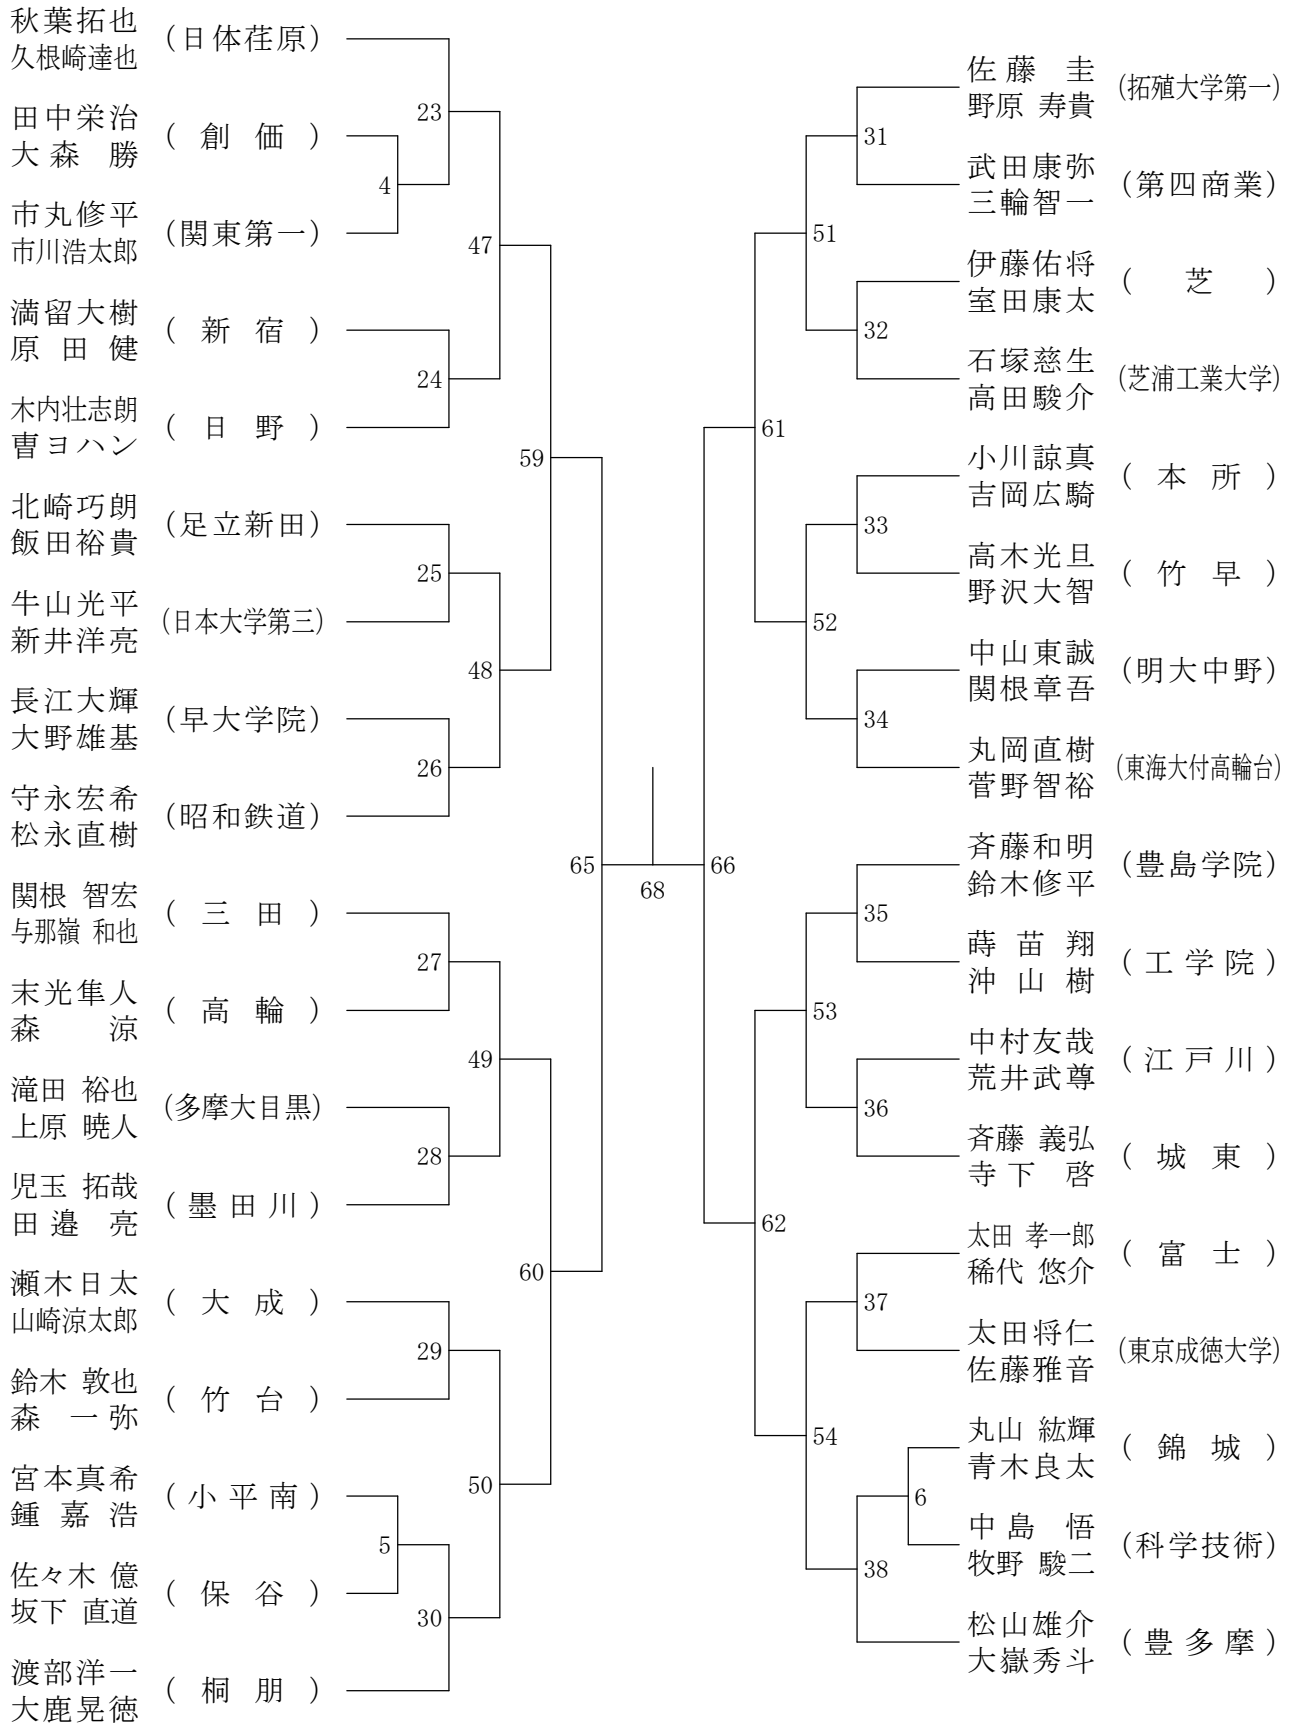 秋葉拓也
久根崎達也
(日体荏原)
田中栄治
大森 勝
(創価)
市丸修平
市川浩太郎
(関東第一)
満留大樹
原田健
(新宿)
木内壮志朗
曺ヨハン
(日野)
北崎巧朗
飯田裕貴
(足立新田)
牛山光平
新井洋亮
(日本大学第三)
長江大輝
大野雄基
(早大学院)
守永宏希
松永直樹
(昭和鉄道)
関根 智宏
与那嶺 和也
(三田)
末光隼人
森 涼
(高輪)
滝田 裕也
上原 暁人
(多摩大目黒)
児玉 拓哉
田邉 亮
(墨田川)
瀬木日太
山崎涼太郎
(大成)
鈴木 敦也
森 一弥
(竹台)
宮本真希
鍾嘉浩
(小平南)
佐々木 億
坂下 直道
(保谷)
渡部洋一
大鹿晃徳
(桐朋)
4
5
23
24
25
26
27
28
29
30
47
48
49
50
59
60
65
68
66
61
62
51
52
53
54
31
32
33
34
35
36
37
38
6
佐藤 圭
野原 寿貴
(拓殖大学第一)
武田康弥
三輪智一
(第四商業)
伊藤佑将
室田康太
(芝)
石塚慈生
高田駿介
(芝浦工業大学)
小川諒真
吉岡広騎
(本所)
高木光旦
野沢大智
(竹早)
中山東誠
関根章吾
(明大中野)
丸岡直樹
菅野智裕
(東海大付高輪台)
斉藤和明
鈴木修平
(豊島学院)
蒔苗翔
沖山樹
(工学院)
中村友哉
荒井武尊
(江戸川)
斉藤 義弘
寺下 啓
(城東)
太田 孝一郎
稀代 悠介
(富士)
太田将仁
佐藤雅音
(東京成徳大学)
丸山 紘輝
青木良太
(錦城)
中島 悟
牧野 駿二
(科学技術)
松山雄介
大嶽秀斗
(豊多摩)